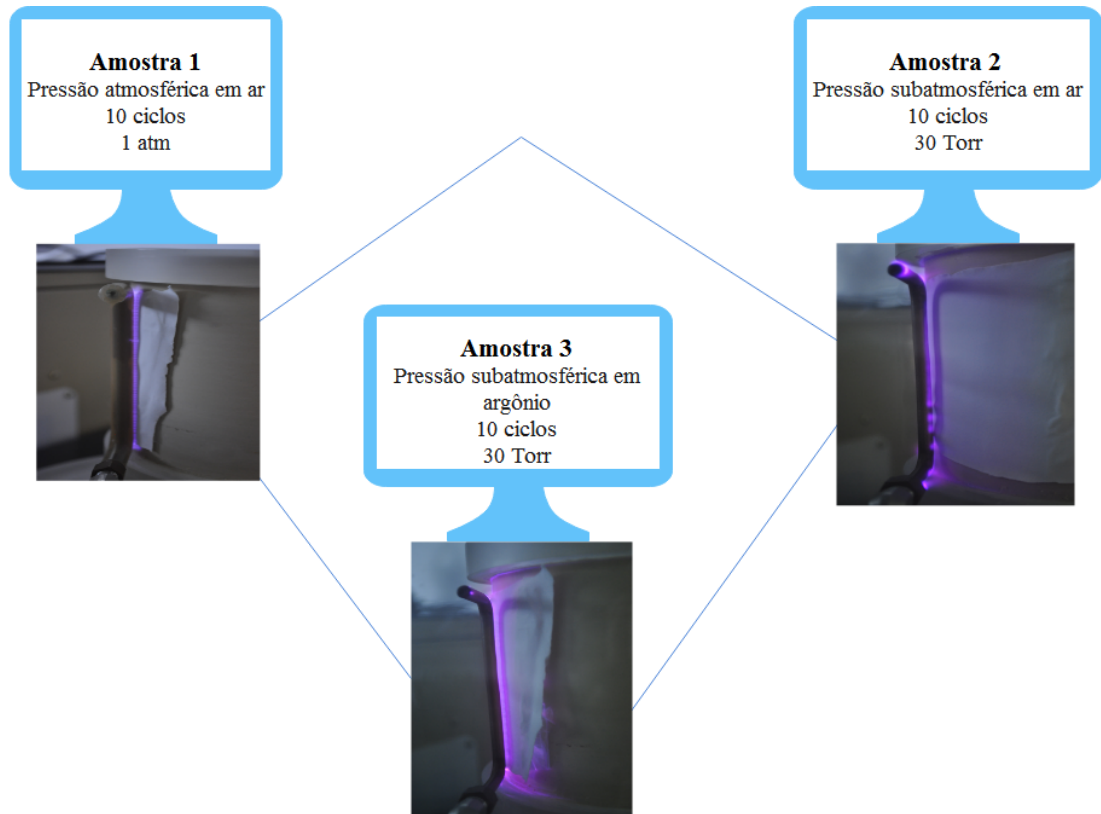 Amostra 1
Pressão atmosférica em ar
10 ciclos
1 atm
Amostra 2
Pressão subatmosférica em ar
10 ciclos
30 Torr
Amostra 3
Pressão subatmosférica em
argônio
10 ciclos
30 Torr